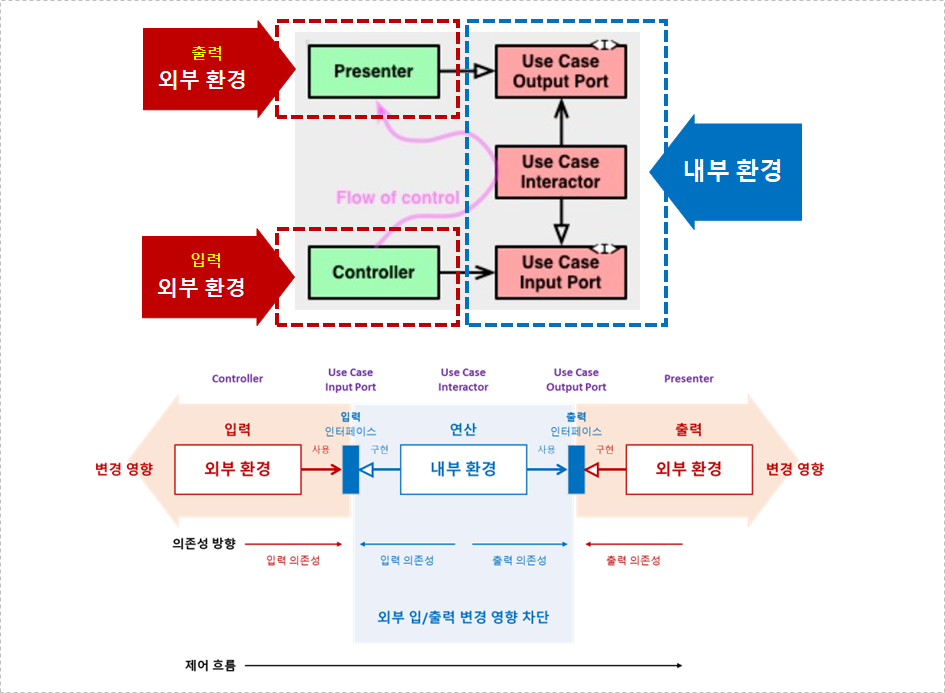 출력
외부 환경
Presenter
<I>
Use Case
Output Port
Use Case
Interactor
내부 환경
Flow of control
입력
외부 환경
Controller
<I>
Use Case
Input Port
Controller
Use Case
Input Port
Use Case
Interactor
Use Case
Output Port
Presenter
입력
입력
인터페이스
연산
출력
인터페이스
출력
변경 영향
외부 환경
사용
구현
내부 환경
사용
구현
외부 환경
변경 영향
의존성 방향
입력 의존성
입력 의존성
출력 의존성
출력 의존성
외부 입/출력 변경 영향 차단
제어 흐름